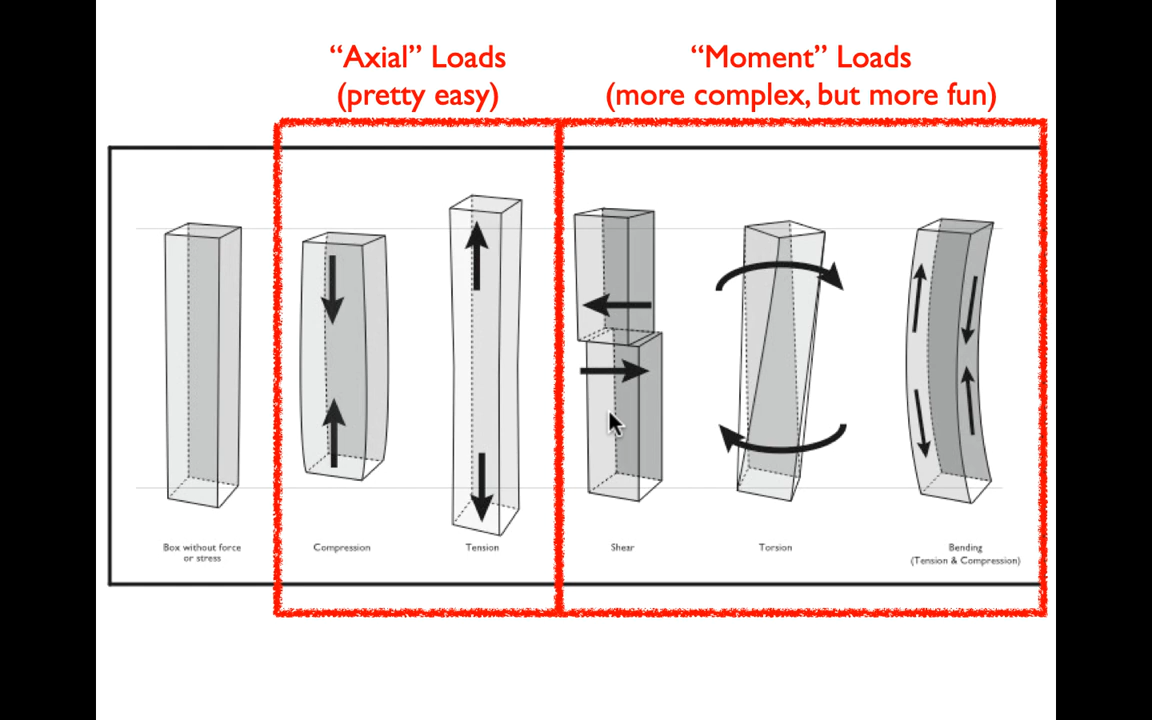 “Axial” Loads
(pretty easy)
“Moment” Loads
(more complex, but more fun)
Box without force
or stress
Compression
Tension
Shear
Torsion
Bending
(Tension & Compression)